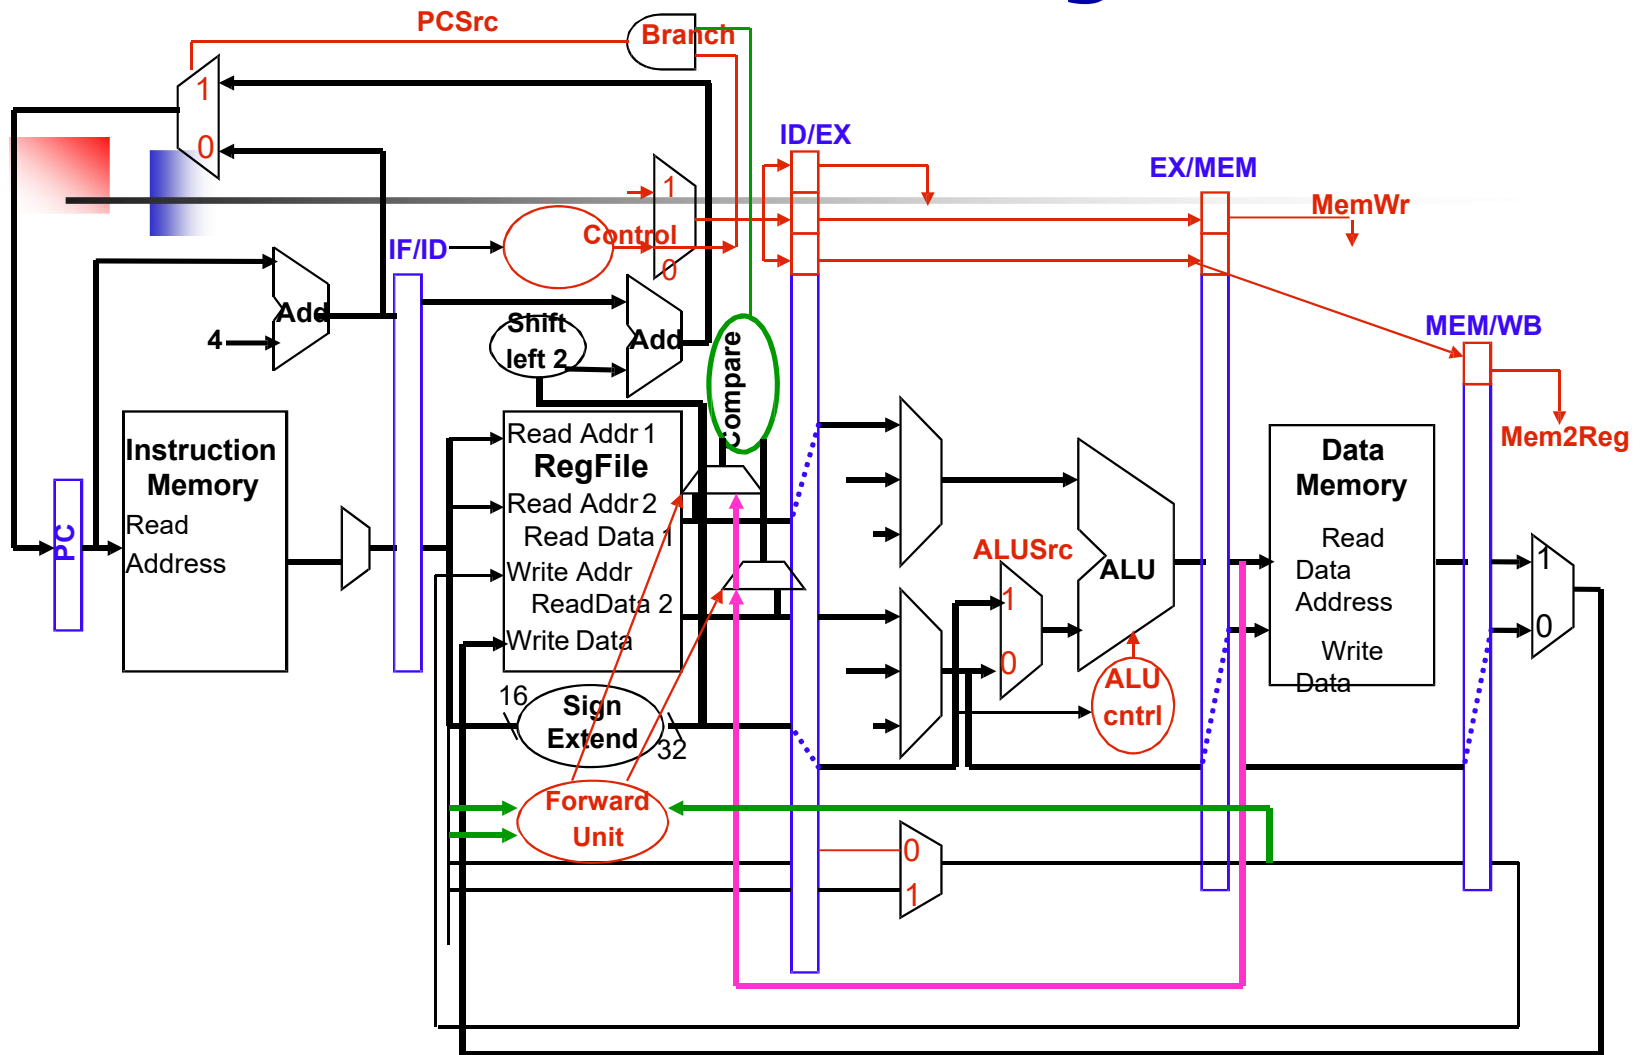 PCSrc
Branch
1
0
ID/EX
EX/MEM
1
MemWr
Control
IF/ID
0
Add
Shift
left 2
Add
4
Compare
MEM/WB
Instruction
Memory
Read
Address
PC
Read Addr 1
RegFile
Read Addr 2
Read Data 1
Write Addr
ReadData 2
Write Data
16
Sign
Extend
32
ALUSrc
1
0
ALU
ALU
cntrl
Data
Memory
Read
Data
Address
Write
Data
Mem2Reg
1
0
Forward
Unit
0
1